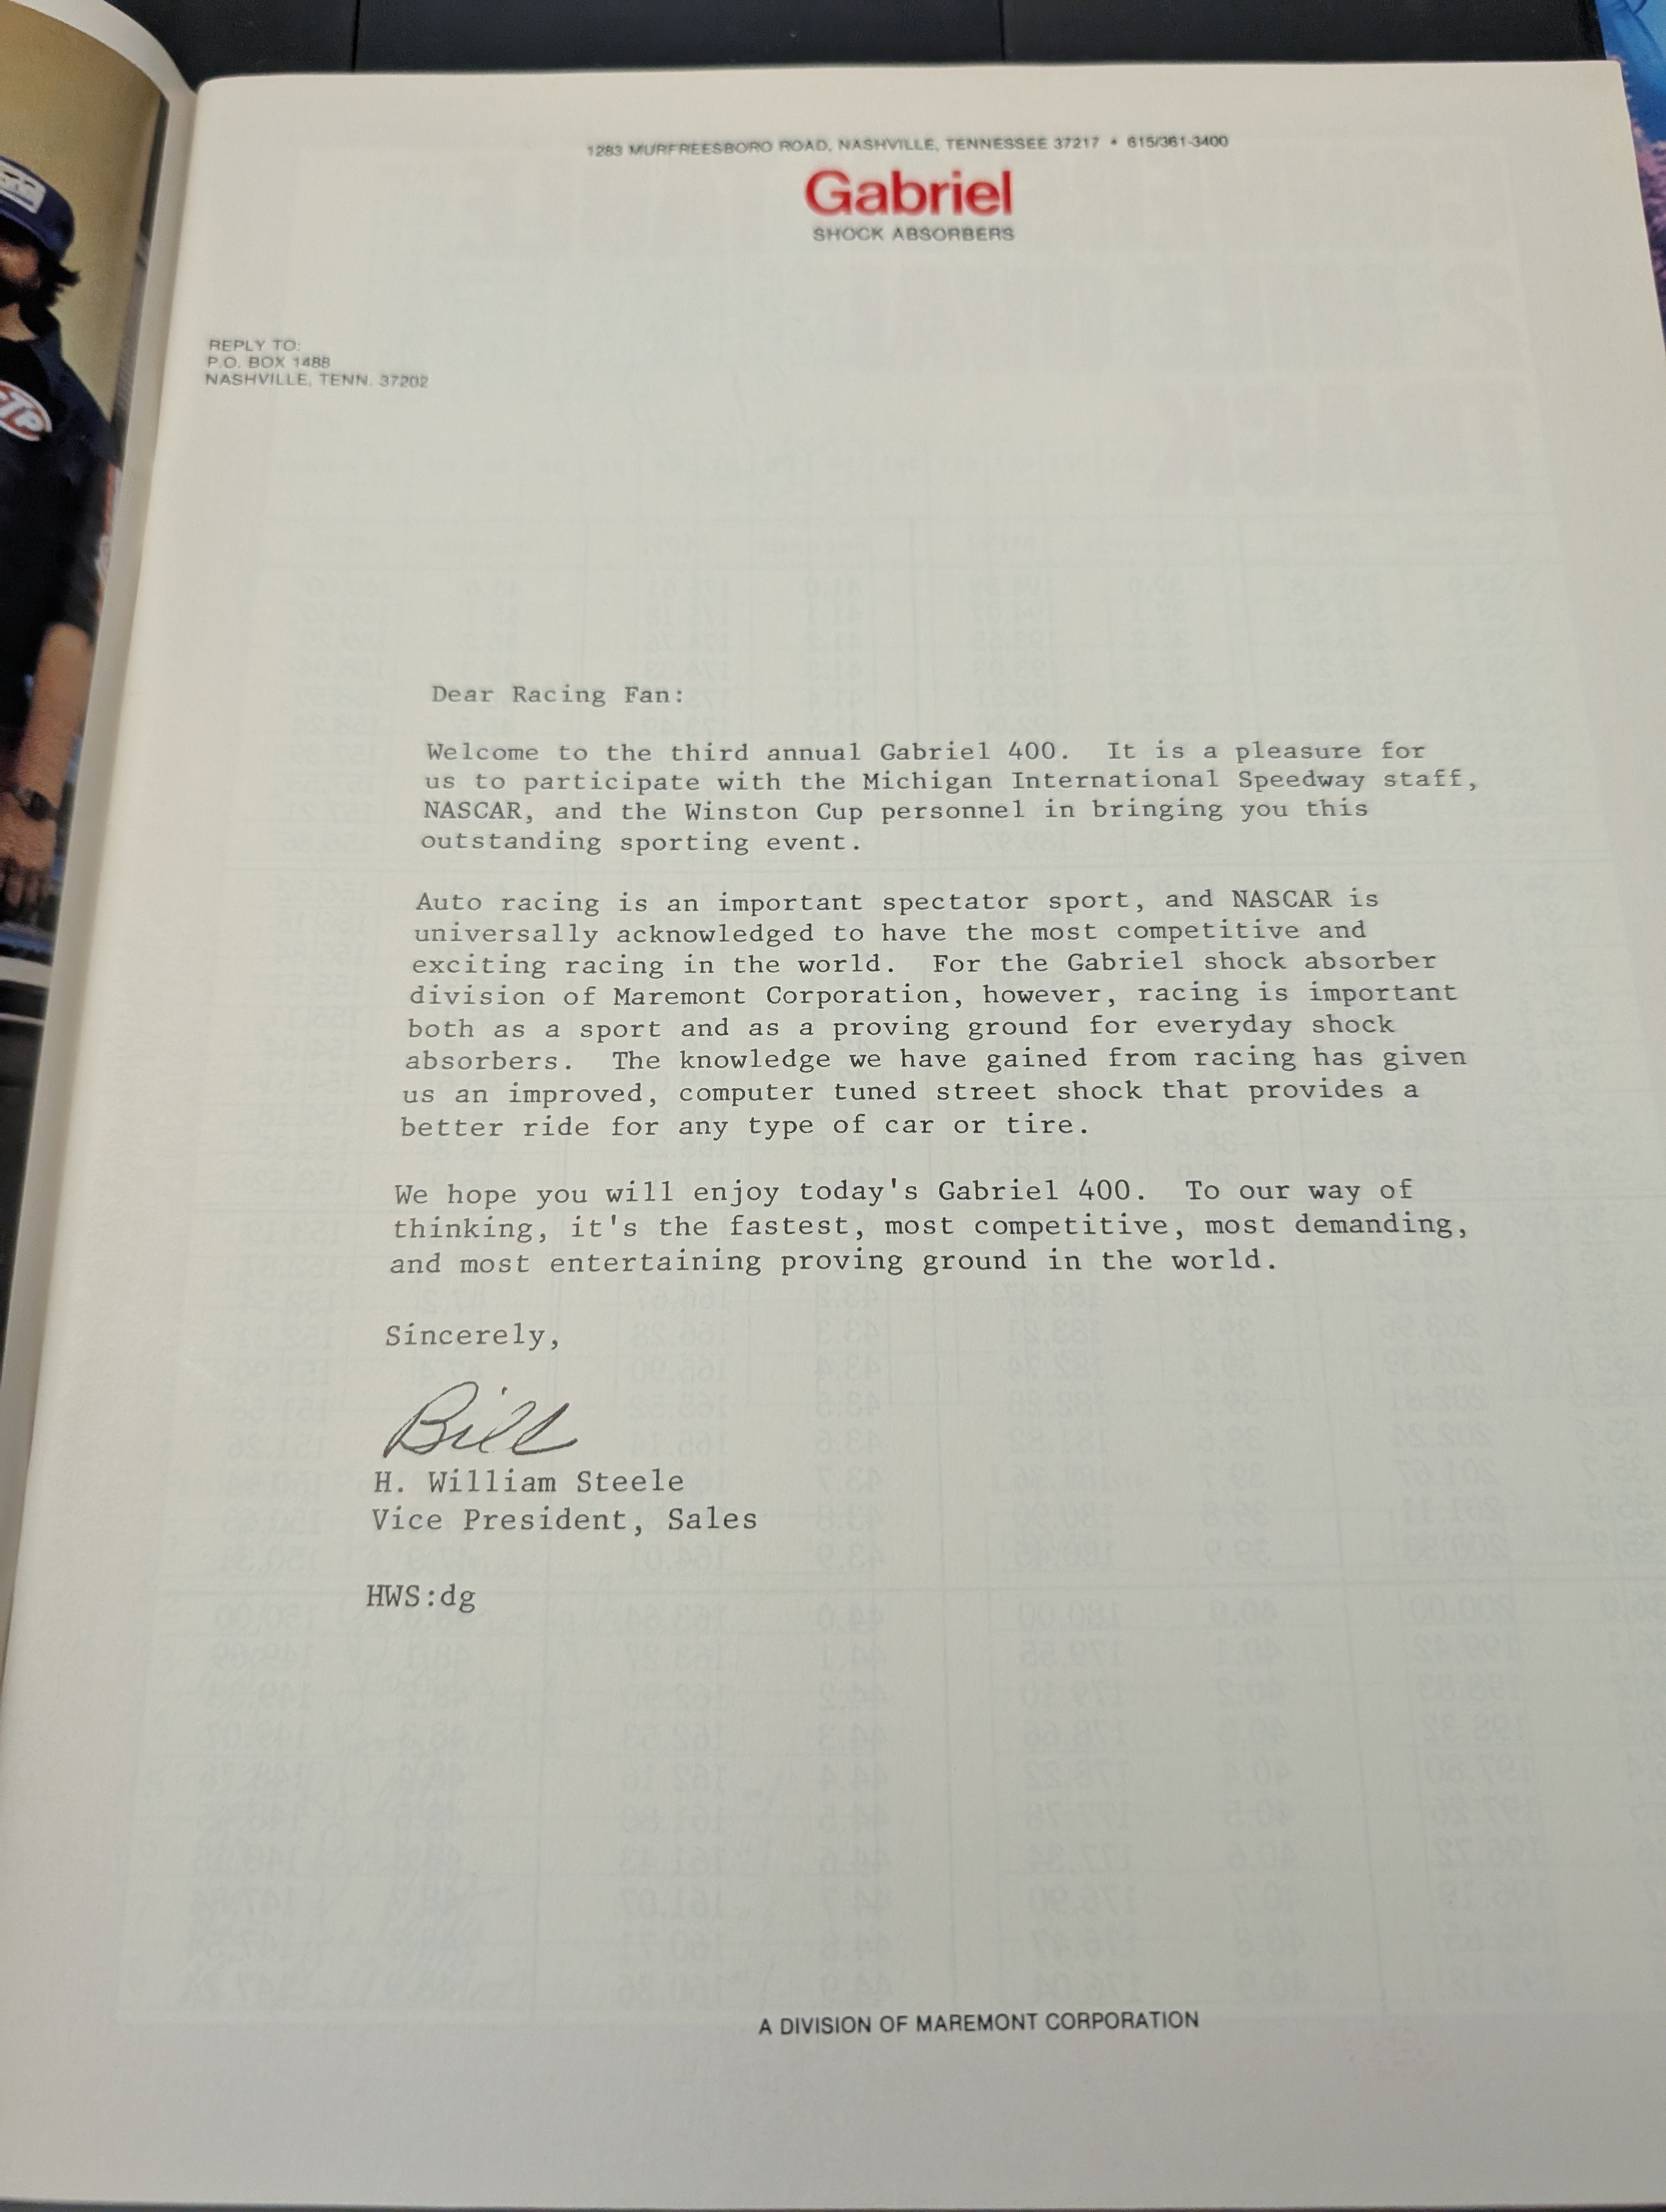 1283 MURFREESBORO ROAD, NASHVILLE, TENNESSEE 37217 • 615/361-3400
Gabriel
SHOCK ABSORBERS
REPLY TO:
P.O. BOX 1488
NASHVILLE, TENN. 37202
Dear Racing Fan:
Welcome to the third annual Gabriel 400. It is a pleasure for
us to participate with the Michigan International Speedway staff,
NASCAR, and the Winston Cup personnel in bringing you this
outstanding sporting event.
Auto racing is an important spectator sport, and NASCAR is
universally acknowledged to have the most competitive and
exciting racing in the world. For the Gabriel shock absorber
division of Maremont Corporation, however, racing is important
both as a sport and as a proving ground for everyday shock
absorbers. The knowledge we have gained from racing has given
us an improved, computer tuned street shock that provides a
better ride for any type of car or tire.
We hope you will enjoy today's Gabriel 400. To our way of
thinking, it's the fastest, most competitive, most demanding,
and most entertaining proving ground in the world.
Sincerely,
Bill
H. William Steele
Vice President, Sales
HWS:dg
A DIVISION OF MAREMONT CORPORATION